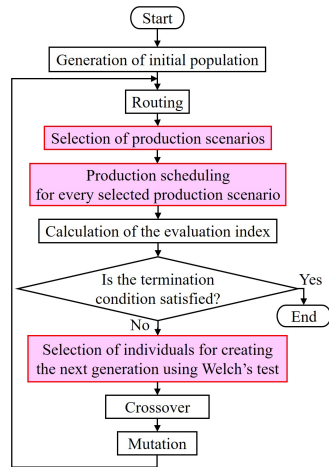 Start
Generation of initial population
Routing
Selection of production scenarios
Production scheduling
for every selected production scenario
Calculation of the evaluation index
Is the termination
condition satisfied?
Yes
End
No
Selection of individuals for creating
the next generation using Welch's test
Crossover
Mutation